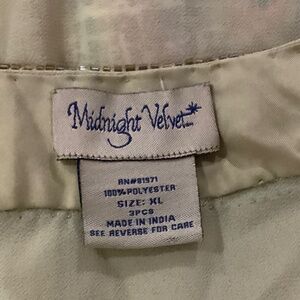 Midnight Velvet
RN#81971
100% POLYESTER
SIZE: XL
3PCS
MADE IN INDIA
SEE REVERSE FOR CARE